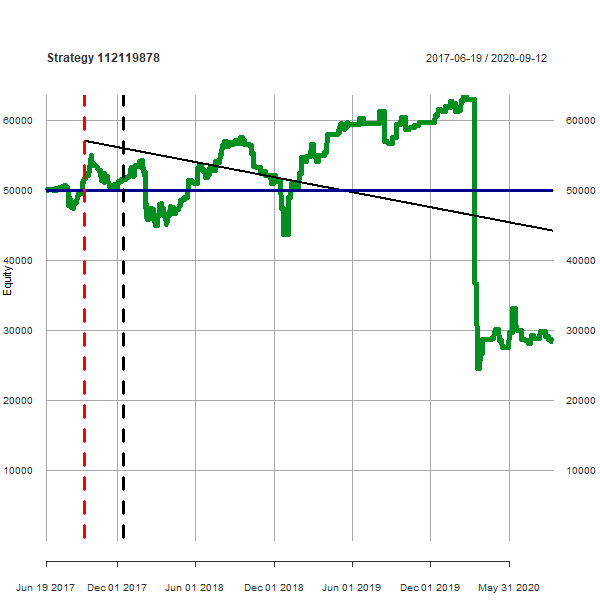 Strategy 112119878
2017-06-19 / 2020-09-12
60000
60000
50000
50000
40000
40000
Equity
30000
30000
20000
20000
10000
10000
Jun 19 2017
Dec 01 2017
Jun 01 2018
Dec 01 2018
Jun 01 2019
Dec 01 2019
May 31 2020